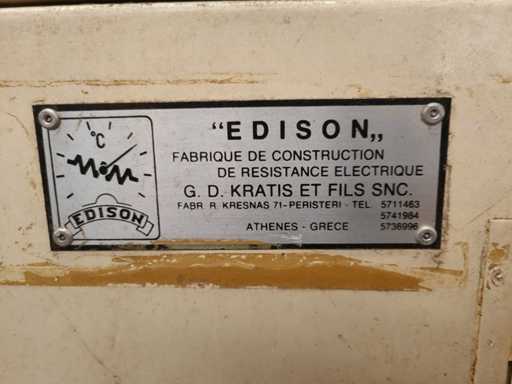 °C
EDISON
"EDISON„
FABRIQUE DE CONSTRUCTION
DE RESISTANCE ELECTRIQUE
G. D. KRATIS ET FILS SNC.
FABR. R. KRESNAS 71-PERISTERI - TEL. 5711463
5741984
ATHENES - GRECE 5738996